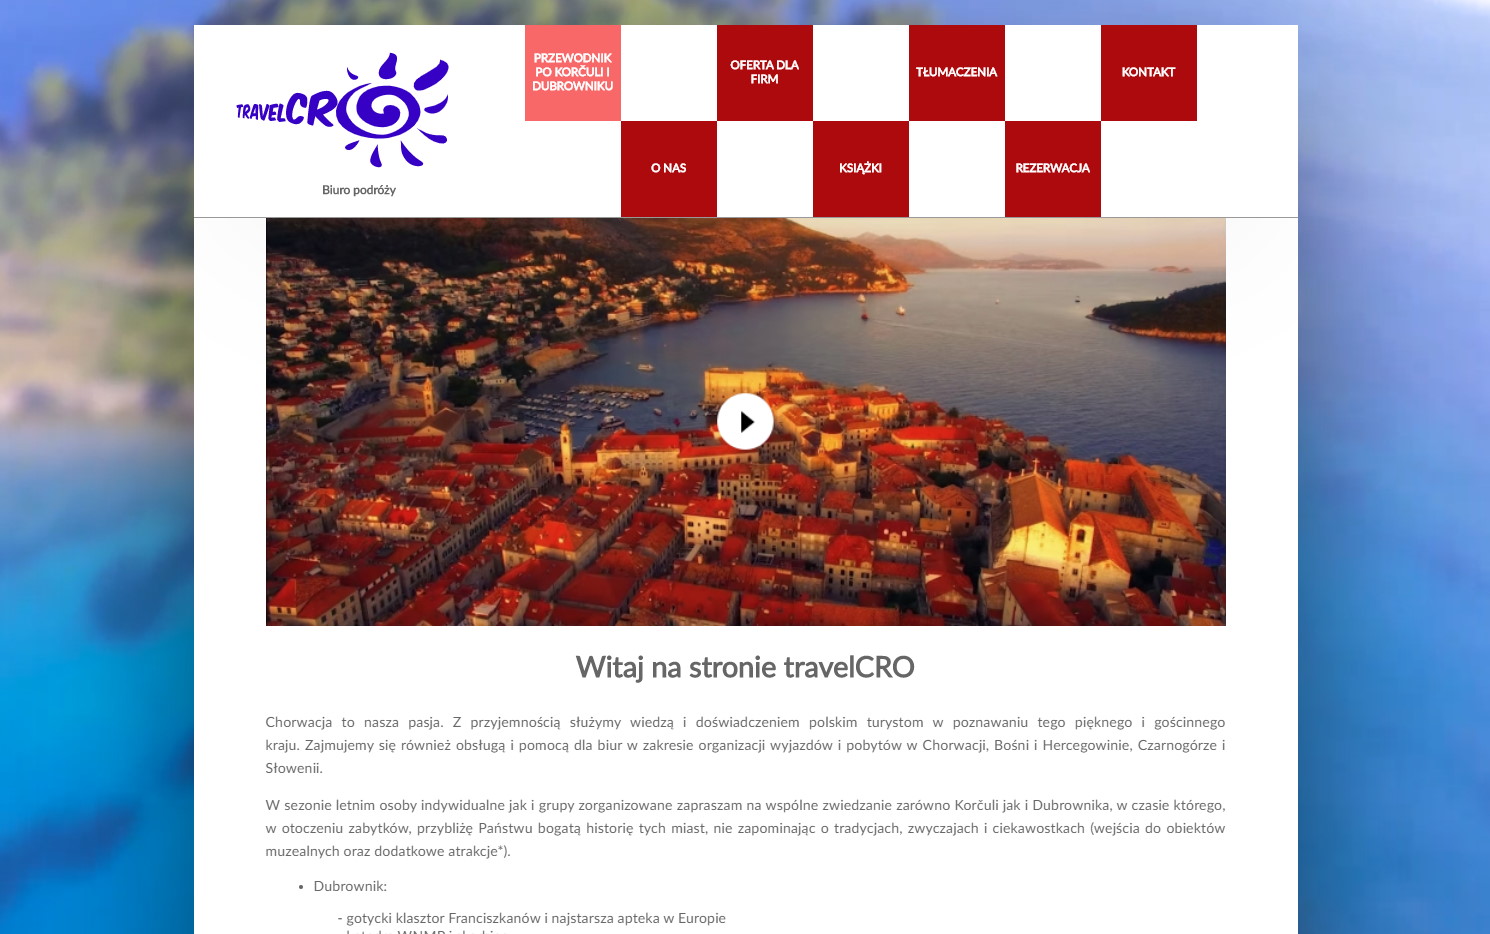 PRZEWODNIK
PO KORČULI I
DUBROWNIKU
OFERTA DLA
FIRM
TŁUMACZENIA
KONTAKT
TRAVELCRO
Biuro podróży
O NAS
KSIĄŻKI
REZERWACJA
Witaj na stronie travelCRO
Chorwacja to nasza pasja. Z przyjemnością służymy wiedzą i doświadczeniem polskim turystom w poznawaniu tego pięknego i gościnnego
kraju. Zajmujemy się również obsługą i pomocą dla biur w zakresie organizacji wyjazdów i pobytów w Chorwacji, Bośni i Hercegowinie, Czarnogórze i
Słowenii.
W sezonie letnim osoby indywidualne jak i grupy zorganizowane zapraszam na wspólne zwiedzanie zarówno Korčuli jak i Dubrownika, w czasie którego,
w otoczeniu zabytków, przybliżę Państwu bogatą historię tych miast, nie zapominając o tradycjach, zwyczajach i ciekawostkach (wejścia do obiektów
muzealnych oraz dodatkowe atrakcje*).
• Dubrownik:
- gotycki klasztor Franciszkanów i najstarsza apteka w Europie